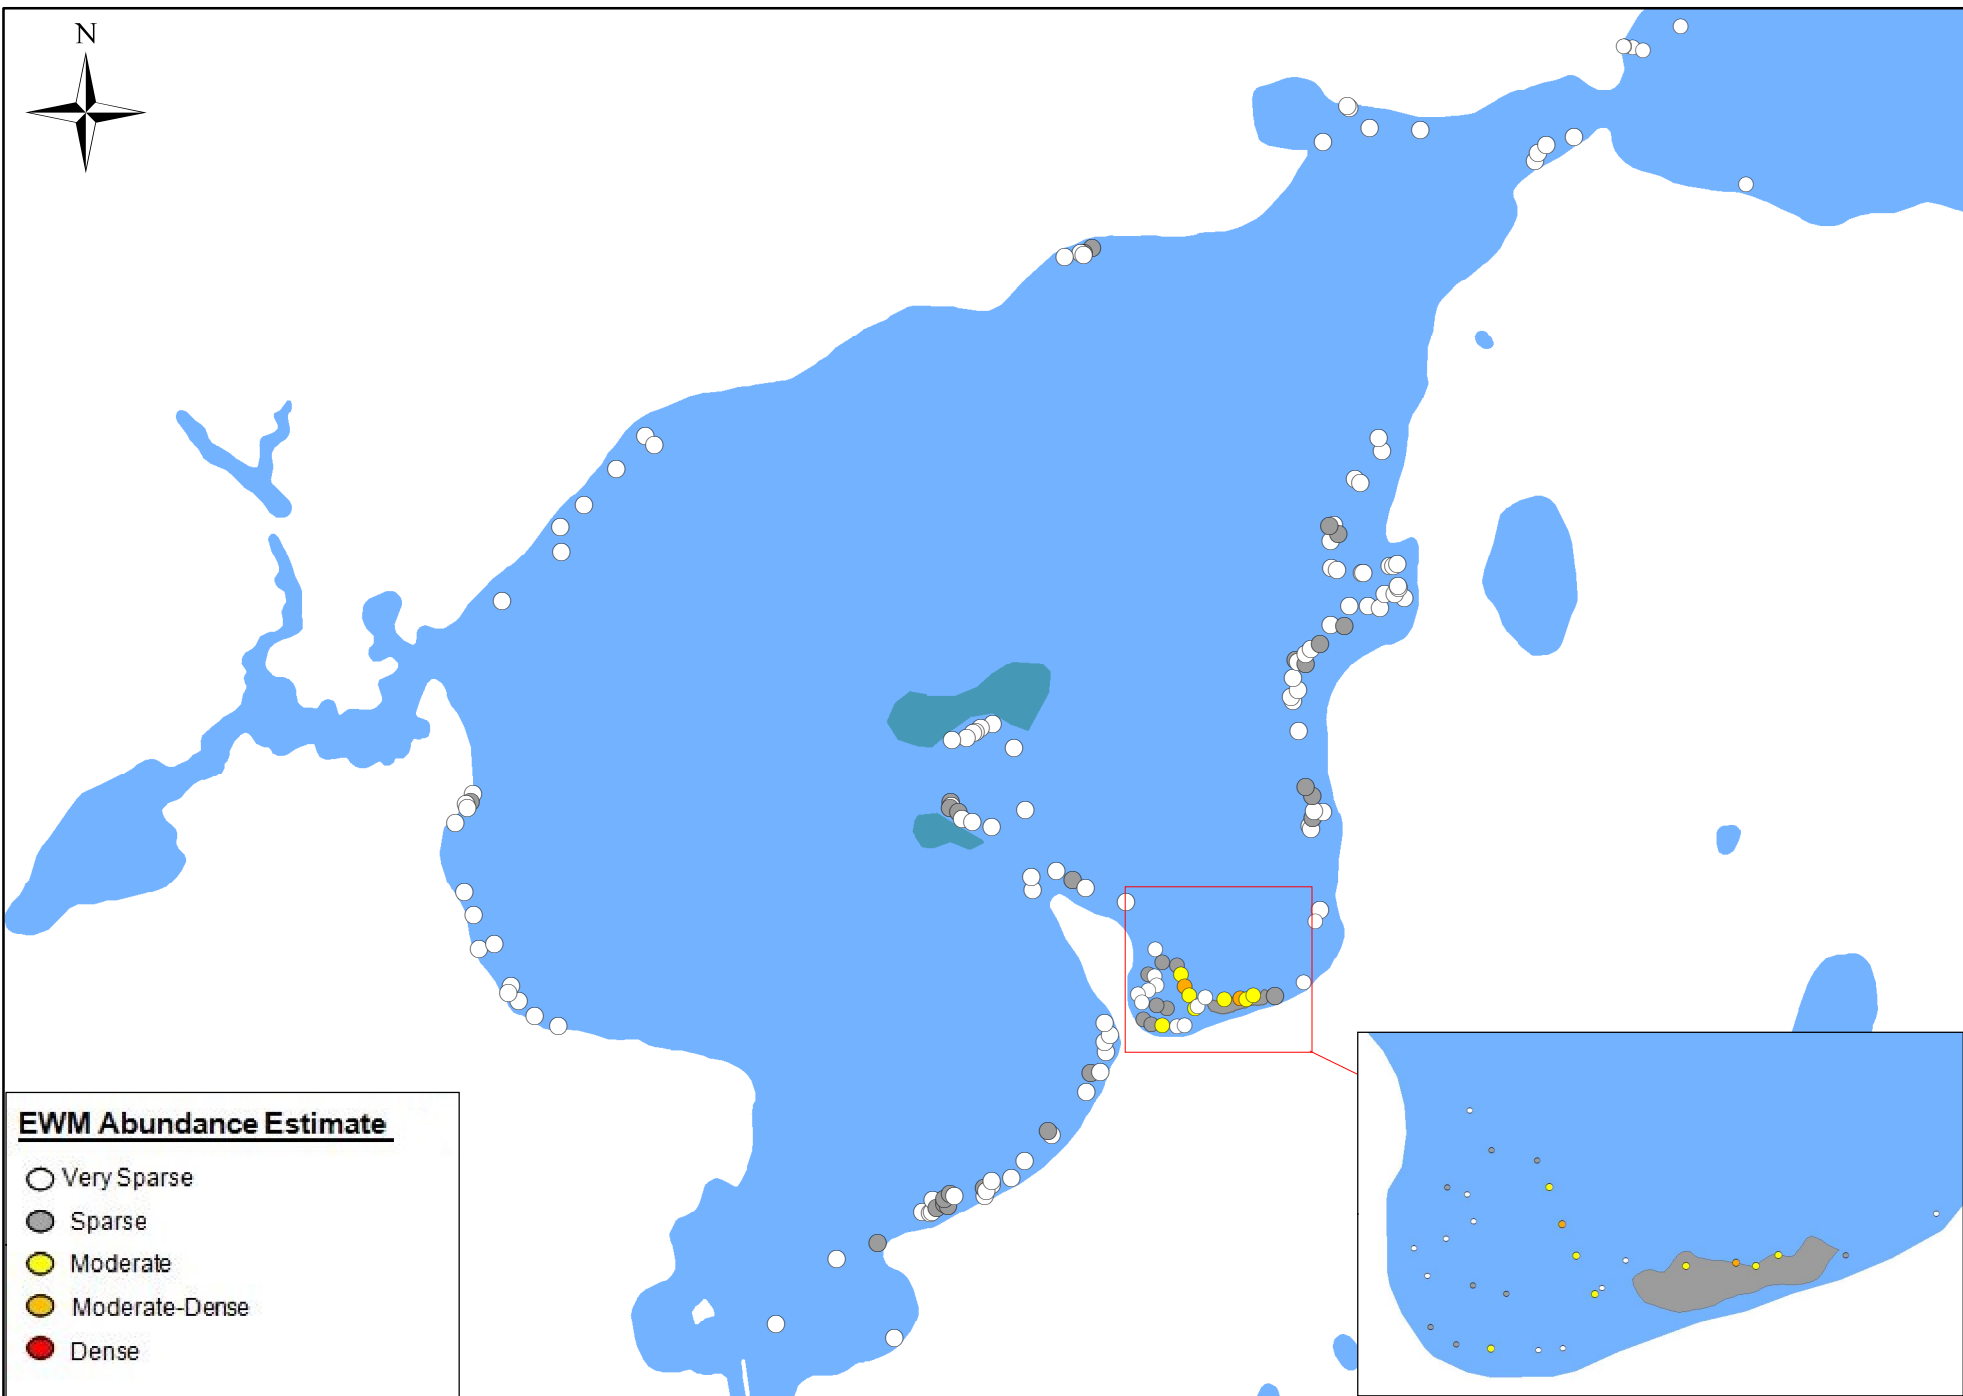 N
EWM Abundance Estimate
Very Sparse
Sparse
Moderate
Moderate-Dense
Dense